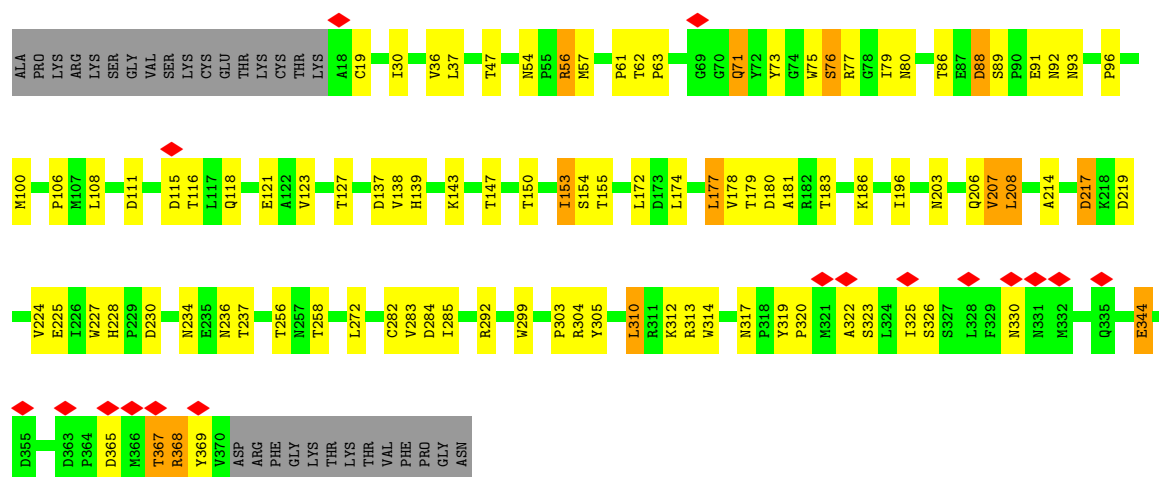 ALA PRO LYS ARG LYS SER GLY VAL SER LYS CYS GLU THR LYS CYS THR LYS A18 C19 I30 V36 L37 T47 N54 P55 R56 M57 P61 T62 P63 G69 G70 Q71 Y72 Y73 G74 W75 S76 R77 G78 I79 N80 T86 E87 D88 S89 P90 E91 N92 N93 P96
M100 P106 M107 L108 D111 D115 T116 L117 Q118 E121 A122 V123 T127 D137 V138 H139 K143 T147 T150 I153 S154 T155 L172 D173 L174 L177 V178 T179 D180 A181 R182 T183 K186 I196 N203 Q206 V207 L208 A214 D217 K218 D219
V224 E225 I226 W227 H228 P229 D230 N234 E235 N236 T237 T256 N257 T258 L272 C282 V283 D284 I285 R292 W299 P303 R304 Y305 L310 R311 K312 R313 W314 N317 P318 Y319 P320 M321 A322 S323 L324 I325 S326 S327 L328 F329 N330 N331 M332 Q335 E344
D355 D363 P364 D365 M366 T367 R368 Y369 V370 ASP ARG PHE GLY LYS THR LYS THR VAL PHE PRO GLY ASN